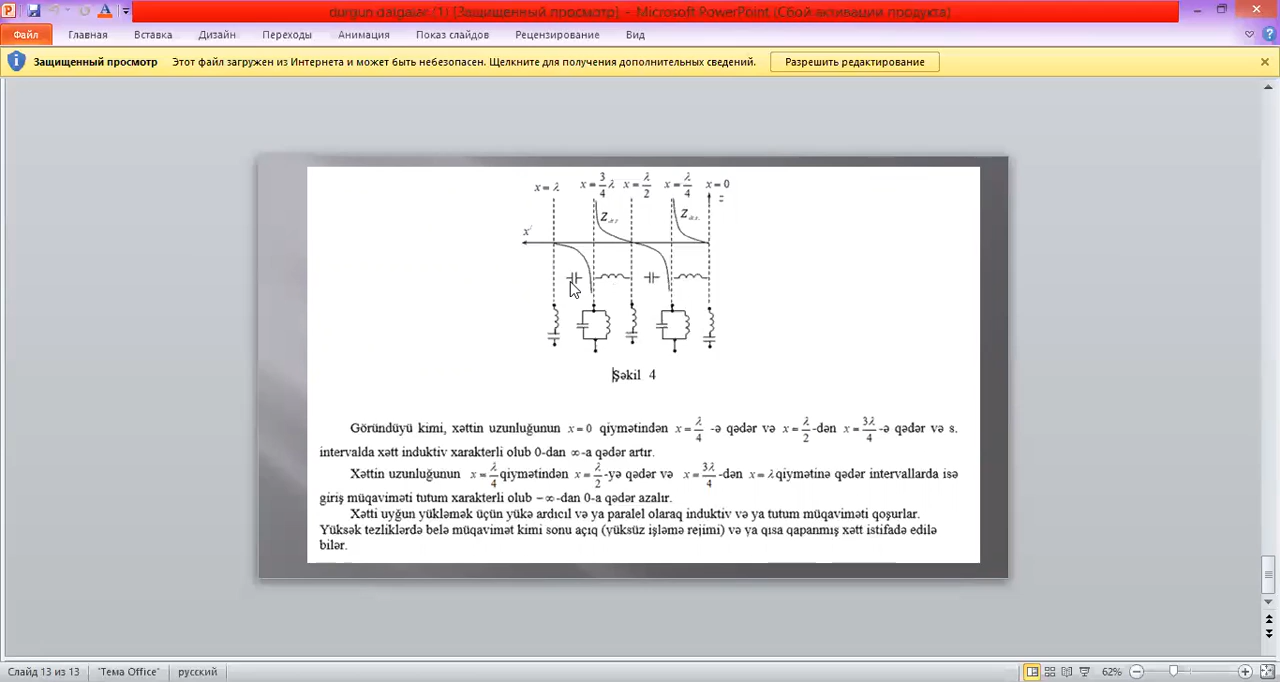 durğun dalğalar (1) [Защищенный просмотр] - Microsoft PowerPoint (Сбой активации продукта)
Файл Главная Вставка Дизайн Переходы Анимация Показ слайдов Рецензирование Вид
Защищенный просмотр Этот файл загружен из Интернета и может быть небезопасен. Щелкните для получения дополнительных сведений. Разрешить редактирование
x = λ x = 3/4 λ x = λ/2 x = λ/4 x = 0
Z Z
x
Şəkil 4
Göründüyü kimi, xəttin uzunluğunun x = 0 qiymətindən x = λ/4 -ə qədər və x = λ/2 -dən x = 3λ/4 -ə qədər və s.
intervalda xətt induktiv xarakterli olub 0-dan ∞-a qədər artır.
Xəttin uzunluğunun x = λ/4 qiymətindən x = λ/2 -yə qədər və x = 3λ/4 -dən x = λ qiymətinə qədər intervallarda isə
giriş müqaviməti tutum xarakterli olub −∞-dan 0-a qədər azalır.
Xətti uyğun yükləmək üçün yükə ardıcıl və ya paralel olaraq induktiv və ya tutum müqaviməti qoşurlar.
Yüksək tezliklərdə belə müqavimət kimi sonu açıq (yüksüz işləmə rejimi) və ya qısa qapanmış xətt istifadə edilə
bilər.
Слайд 13 из 13 "Тема Office" русский 62%